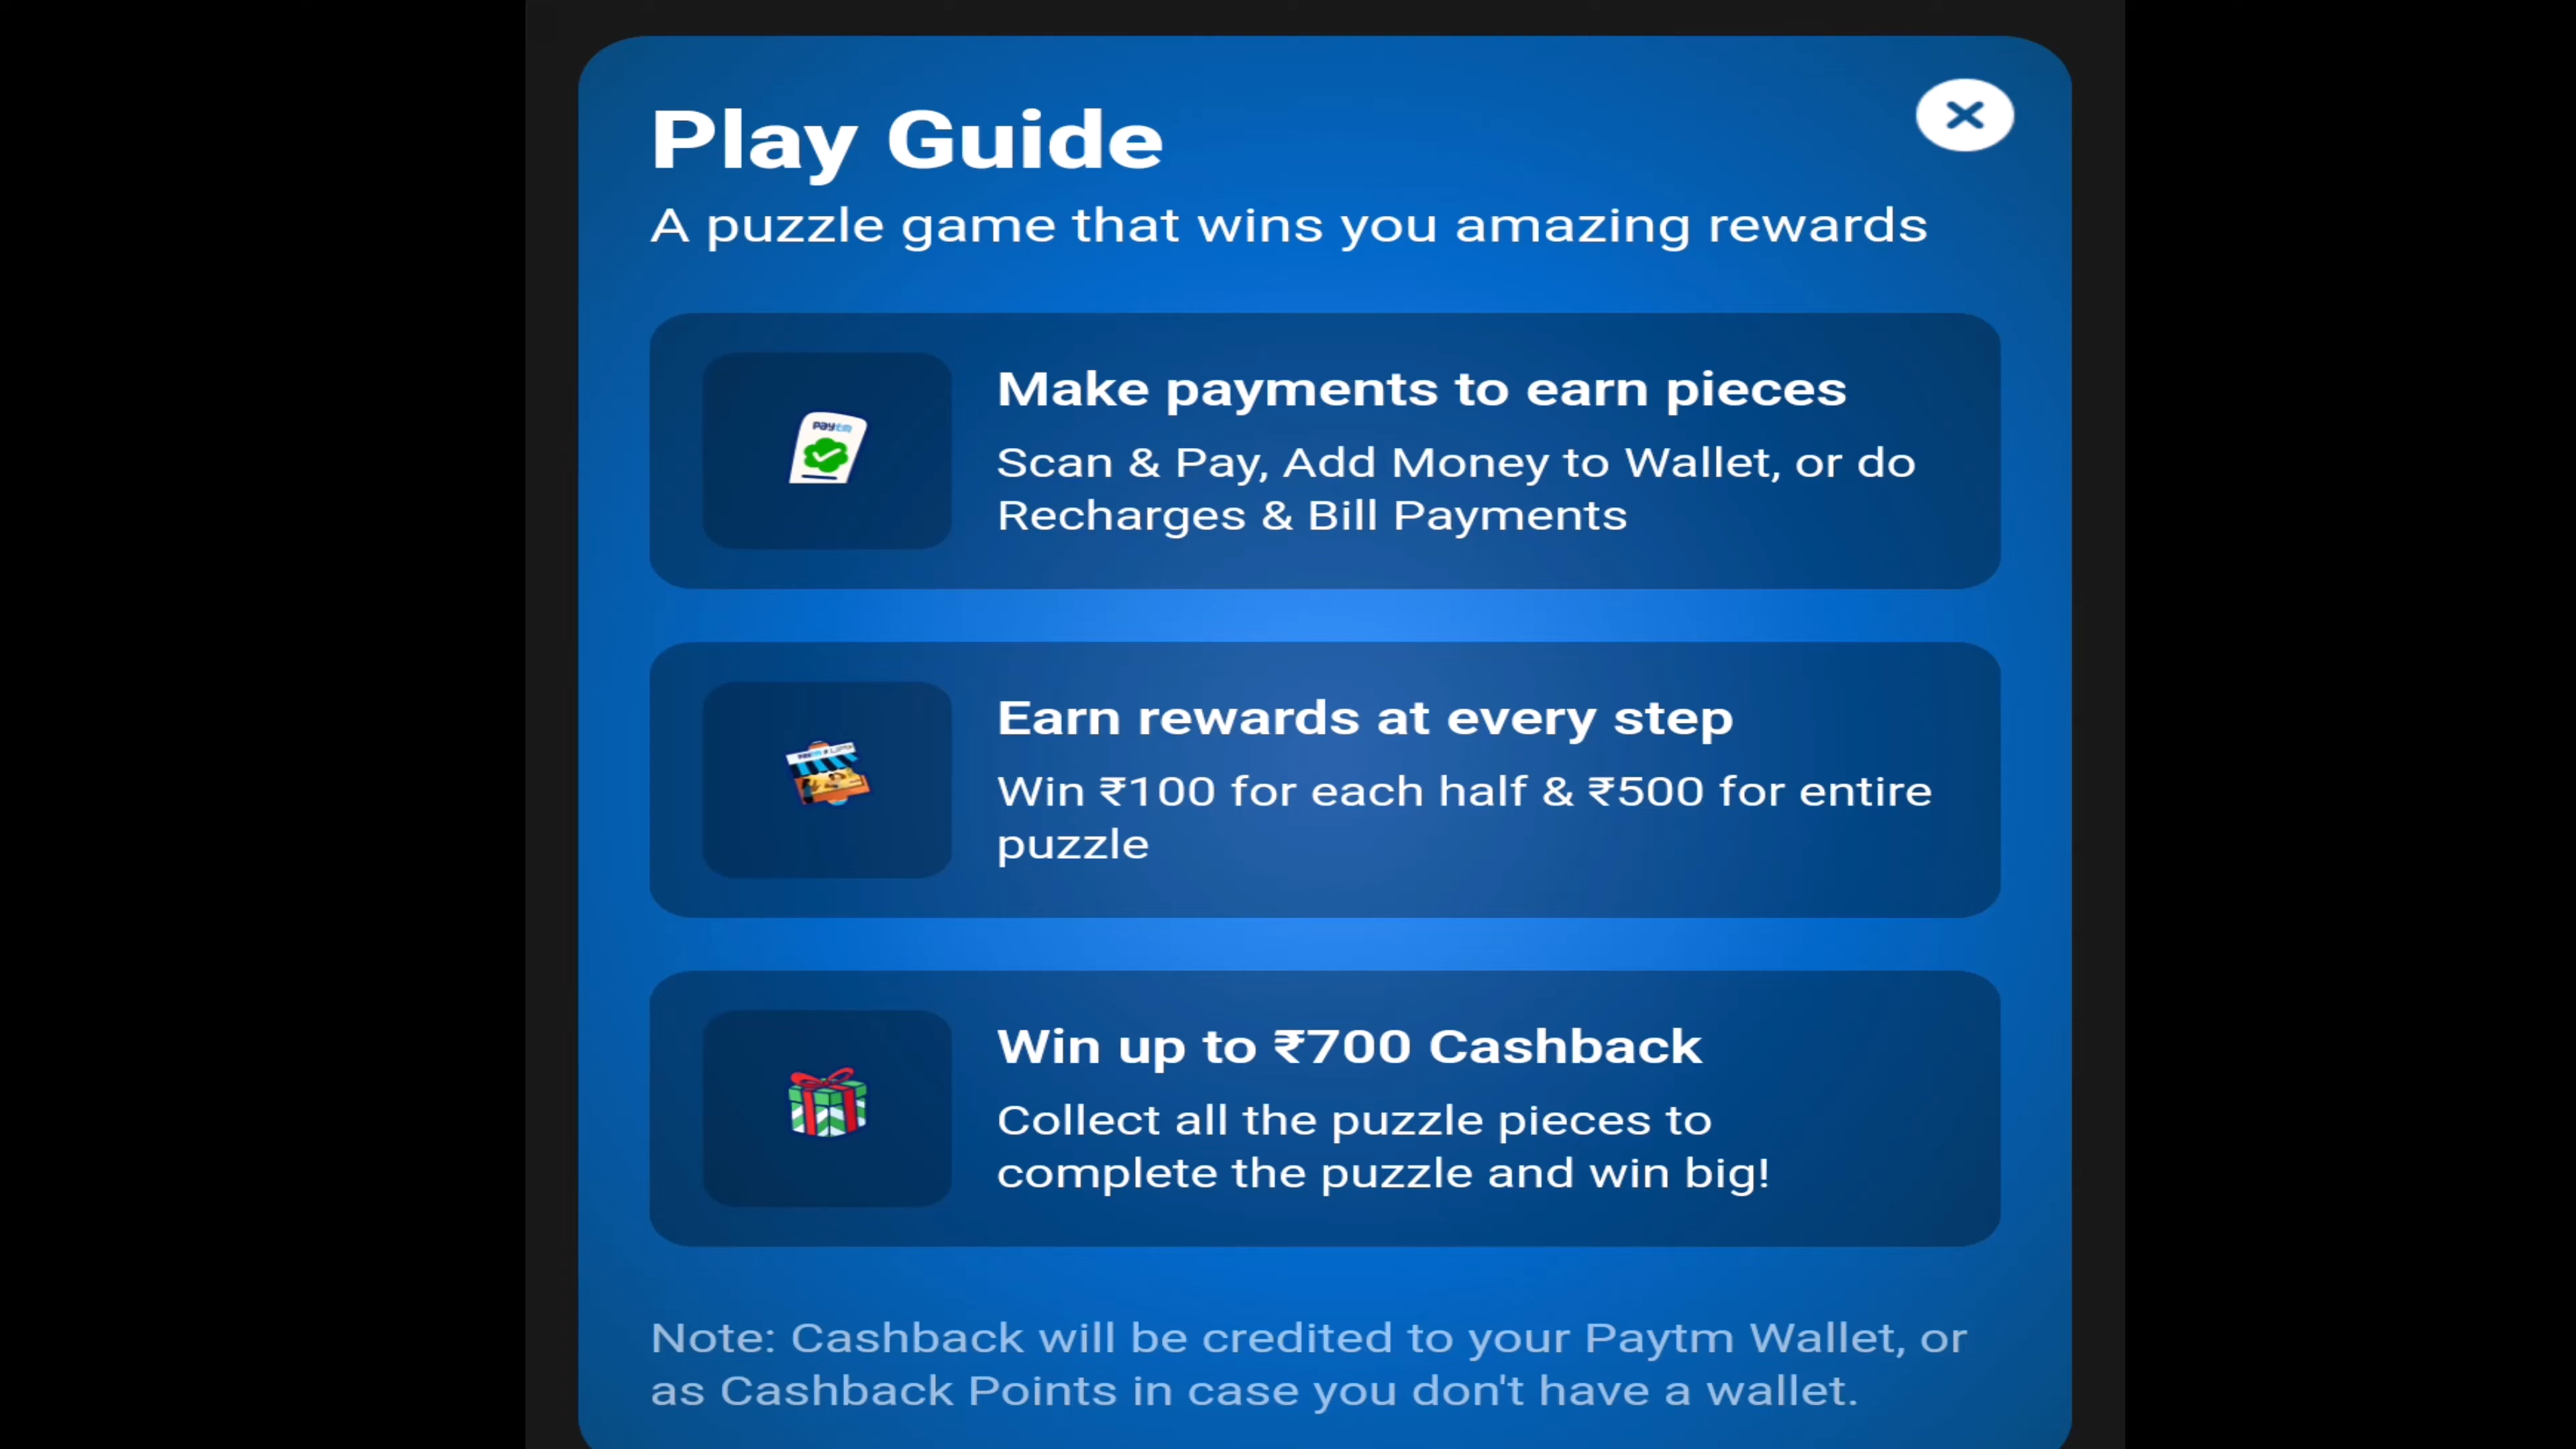 Play Guide
A puzzle game that wins you amazing rewards
paytm
Make payments to earn pieces
Scan & Pay, Add Money to Wallet, or do
Recharges & Bill Payments
Earn rewards at every step
Win ₹100 for each half & ₹500 for entire
puzzle
Win up to ₹700 Cashback
Collect all the puzzle pieces to
complete the puzzle and win big!
Note: Cashback will be credited to your Paytm Wallet, or
as Cashback Points in case you don't have a wallet.